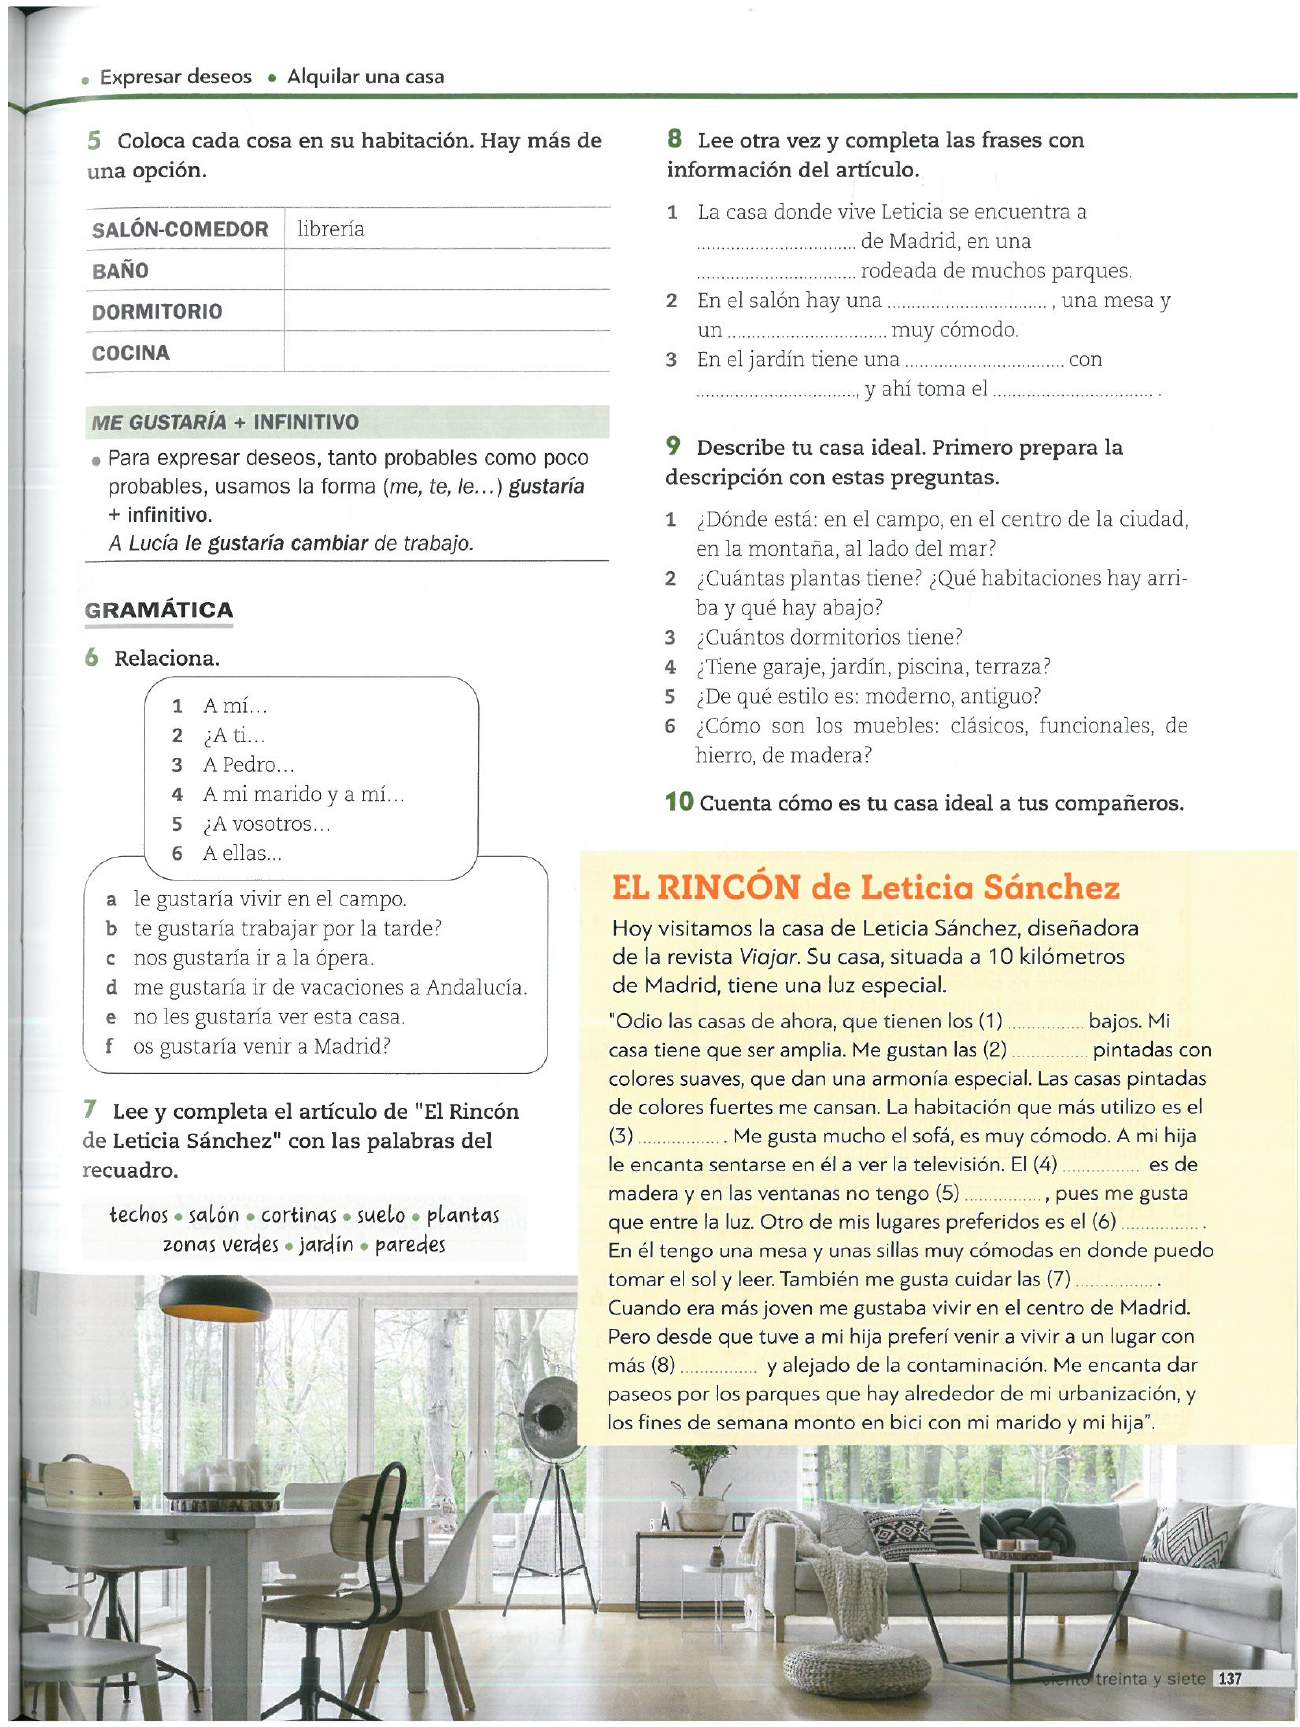 • Expresar deseos • Alquilar una casa
5 Coloca cada cosa en su habitación. Hay más de
una opción.
SALÓN-COMEDOR librería
BAÑO
DORMITORIO
COCINA
ME GUSTARÍA + INFINITIVO
• Para expresar deseos, tanto probables como poco
probables, usamos la forma (me, te, le...) gustaría
+ infinitivo.
A Lucía le gustaría cambiar de trabajo.
GRAMÁTICA
6 Relaciona.
1 A mí...
2 ¿A ti...
3 A Pedro...
4 A mi marido y a mí...
5 ¿A vosotros...
6 A ellas...
a le gustaría vivir en el campo.
b te gustaría trabajar por la tarde?
c nos gustaría ir a la ópera.
d me gustaría ir de vacaciones a Andalucía.
e no les gustaría ver esta casa.
f os gustaría venir a Madrid?
7 Lee y completa el artículo de "El Rincón
de Leticia Sánchez" con las palabras del
recuadro.
techos • salón • cortinas • suelo • plantas
zonas verdes • jardín • paredes
8 Lee otra vez y completa las frases con
información del artículo.
1 La casa donde vive Leticia se encuentra a
................................ de Madrid, en una
................................ rodeada de muchos parques.
2 En el salón hay una ................................ , una mesa y
un ................................ muy cómodo.
3 En el jardín tiene una ................................ con
................................, y ahí toma el ................................ .
9 Describe tu casa ideal. Primero prepara la
descripción con estas preguntas.
1 ¿Dónde está: en el campo, en el centro de la ciudad,
en la montaña, al lado del mar?
2 ¿Cuántas plantas tiene? ¿Qué habitaciones hay arri-
ba y qué hay abajo?
3 ¿Cuántos dormitorios tiene?
4 ¿Tiene garaje, jardín, piscina, terraza?
5 ¿De qué estilo es: moderno, antiguo?
6 ¿Cómo son los muebles: clásicos, funcionales, de
hierro, de madera?
10 Cuenta cómo es tu casa ideal a tus compañeros.
EL RINCÓN de Leticia Sánchez
Hoy visitamos la casa de Leticia Sánchez, diseñadora
de la revista Viajar. Su casa, situada a 10 kilómetros
de Madrid, tiene una luz especial.
"Odio las casas de ahora, que tienen los (1) ............... bajos. Mi
casa tiene que ser amplia. Me gustan las (2) ............... pintadas con
colores suaves, que dan una armonía especial. Las casas pintadas
de colores fuertes me cansan. La habitación que más utilizo es el
(3) ................. . Me gusta mucho el sofá, es muy cómodo. A mi hija
le encanta sentarse en él a ver la televisión. El (4) ............... es de
madera y en las ventanas no tengo (5) ............... , pues me gusta
que entre la luz. Otro de mis lugares preferidos es el (6) ............... .
En él tengo una mesa y unas sillas muy cómodas en donde puedo
tomar el sol y leer. También me gusta cuidar las (7) ............... .
Cuando era más joven me gustaba vivir en el centro de Madrid.
Pero desde que tuve a mi hija preferí venir a vivir a un lugar con
más (8) ............... y alejado de la contaminación. Me encanta dar
paseos por los parques que hay alrededor de mi urbanización, y
los fines de semana monto en bici con mi marido y mi hija".
ciento treinta y siete 137